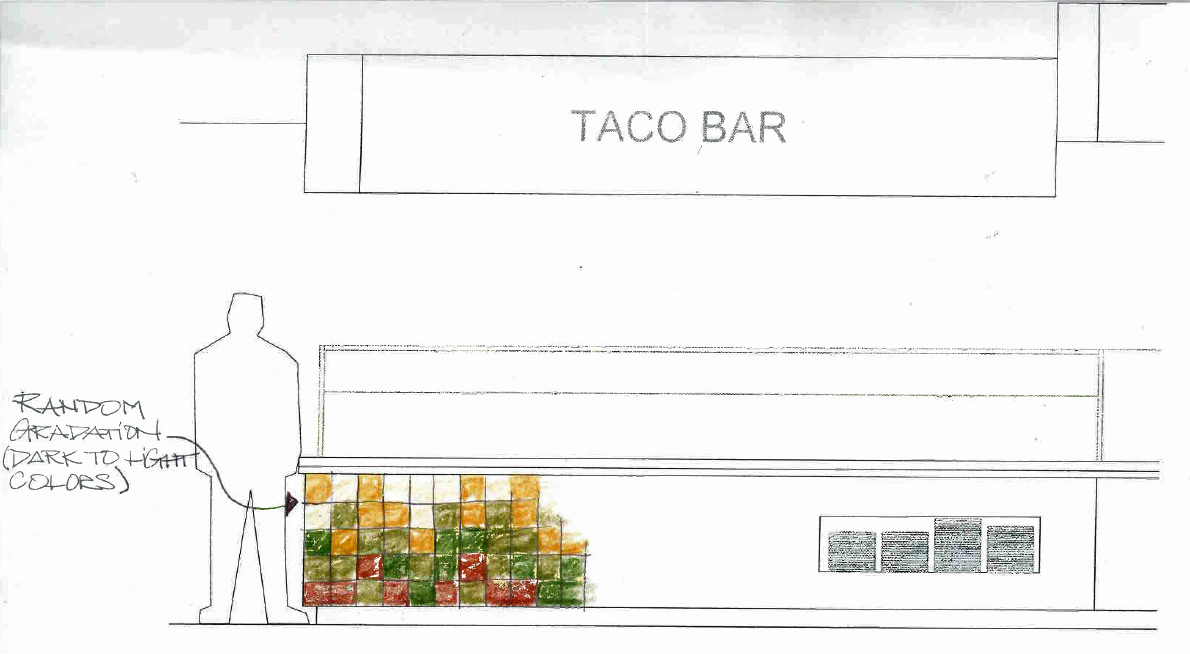 TACO BAR
RANDOM
GRADATION
(DARK TO LIGHT
COLORS)